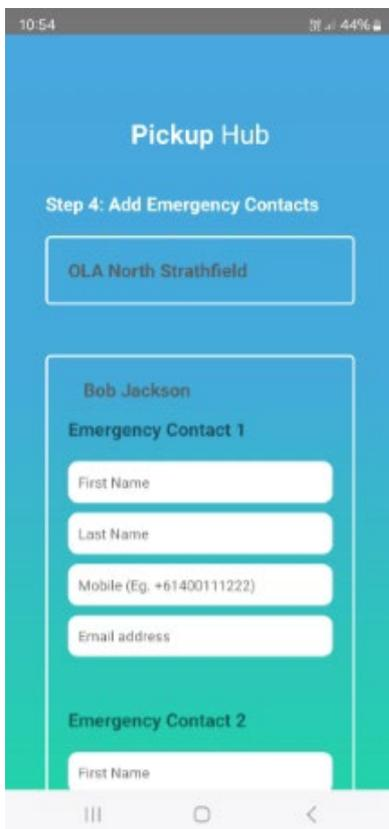 10:54 44%
Pickup Hub
Step 4: Add Emergency Contacts
OLA North Strathfield
Bob Jackson
Emergency Contact 1
First Name
Last Name
Mobile (Eg. +61400111222)
Email address
Emergency Contact 2
First Name